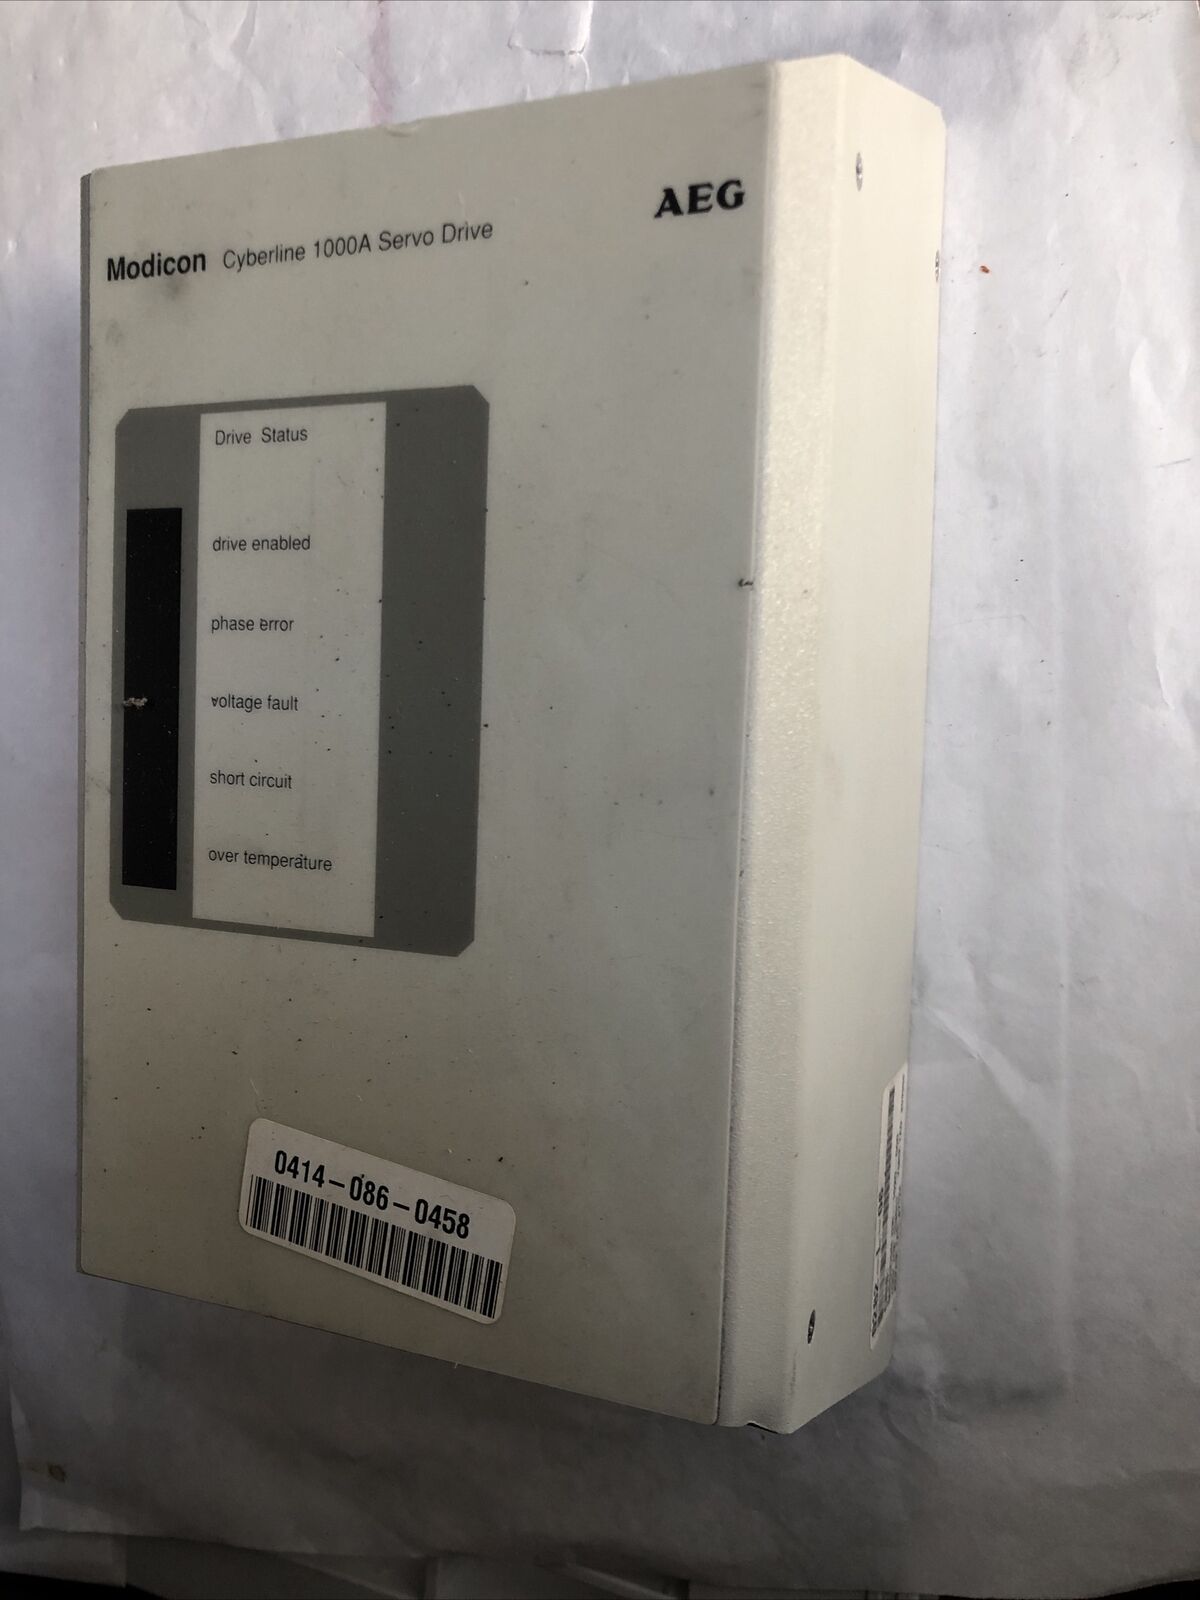 AEG
Modicon Cyberline 1000A Servo Drive
Drive Status
drive enabled
phase error
voltage fault
short circuit
over temperature
0414-086-0458